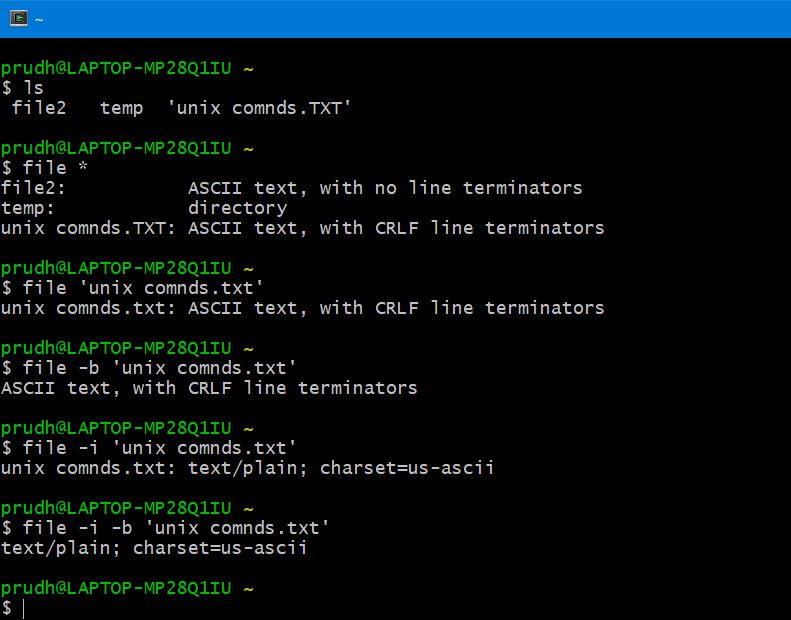 ~
prudh@LAPTOP-MP28Q1IU ~
$ ls
 file2   temp  'unix comnds.TXT'
prudh@LAPTOP-MP28Q1IU ~
$ file *
file2:           ASCII text, with no line terminators
temp:            directory
unix comnds.TXT: ASCII text, with CRLF line terminators
prudh@LAPTOP-MP28Q1IU ~
$ file 'unix comnds.txt'
unix comnds.txt: ASCII text, with CRLF line terminators
prudh@LAPTOP-MP28Q1IU ~
$ file -b 'unix comnds.txt'
ASCII text, with CRLF line terminators
prudh@LAPTOP-MP28Q1IU ~
$ file -i 'unix comnds.txt'
unix comnds.txt: text/plain; charset=us-ascii
prudh@LAPTOP-MP28Q1IU ~
$ file -i -b 'unix comnds.txt'
text/plain; charset=us-ascii
prudh@LAPTOP-MP28Q1IU ~
$